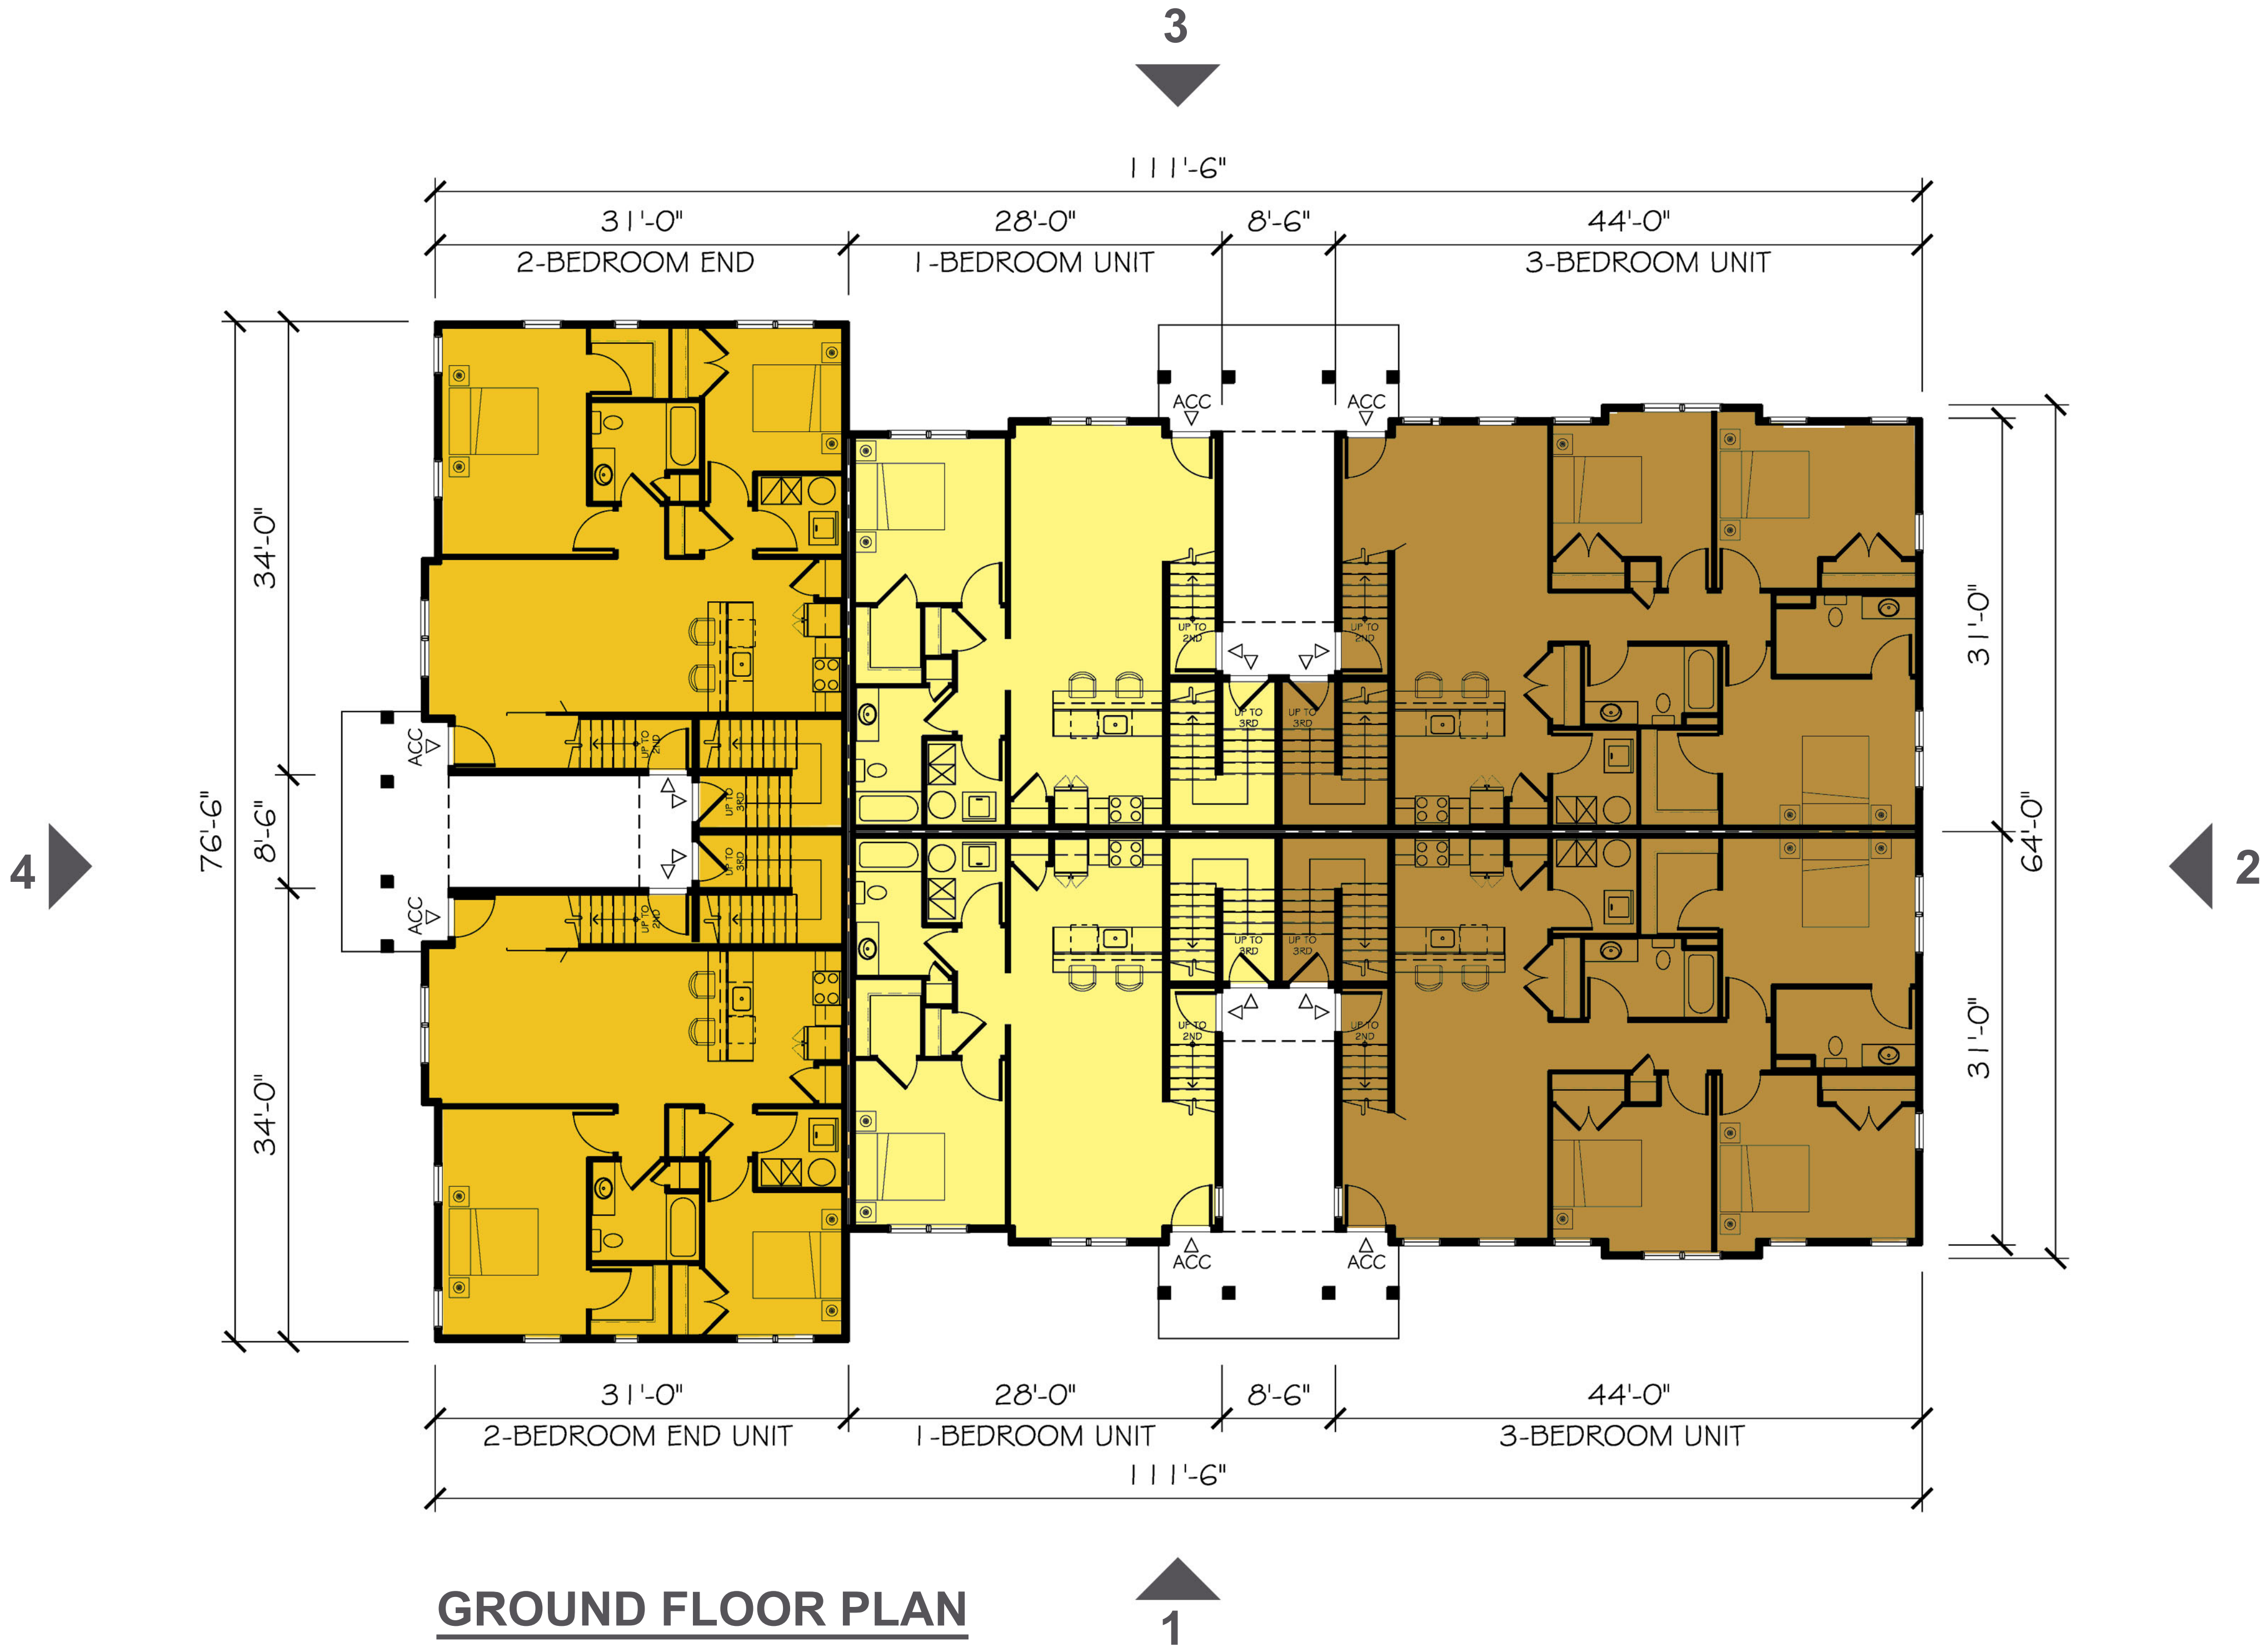 3
111'-6"
31'-0"
28'-0"
8'-6"
44'-0"
2-BEDROOM END
1-BEDROOM UNIT
3-BEDROOM UNIT
ACC
ACC
34'-0"
31'-0"
UP TO
2ND
UP TO
2ND
UP TO
3RD
UP TO
3RD
ACC
UP TO
2ND
76'-6"
8'-6"
UP TO
3RD
64'-0"
4
2
UP TO
3RD
ACC
UP TO
2ND
UP TO
3RD
UP TO
3RD
UP TO
2ND
UP TO
2ND
34'-0"
31'-0"
ACC
ACC
31'-0"
28'-0"
8'-6"
44'-0"
2-BEDROOM END UNIT
1-BEDROOM UNIT
3-BEDROOM UNIT
111'-6"
GROUND FLOOR PLAN
1